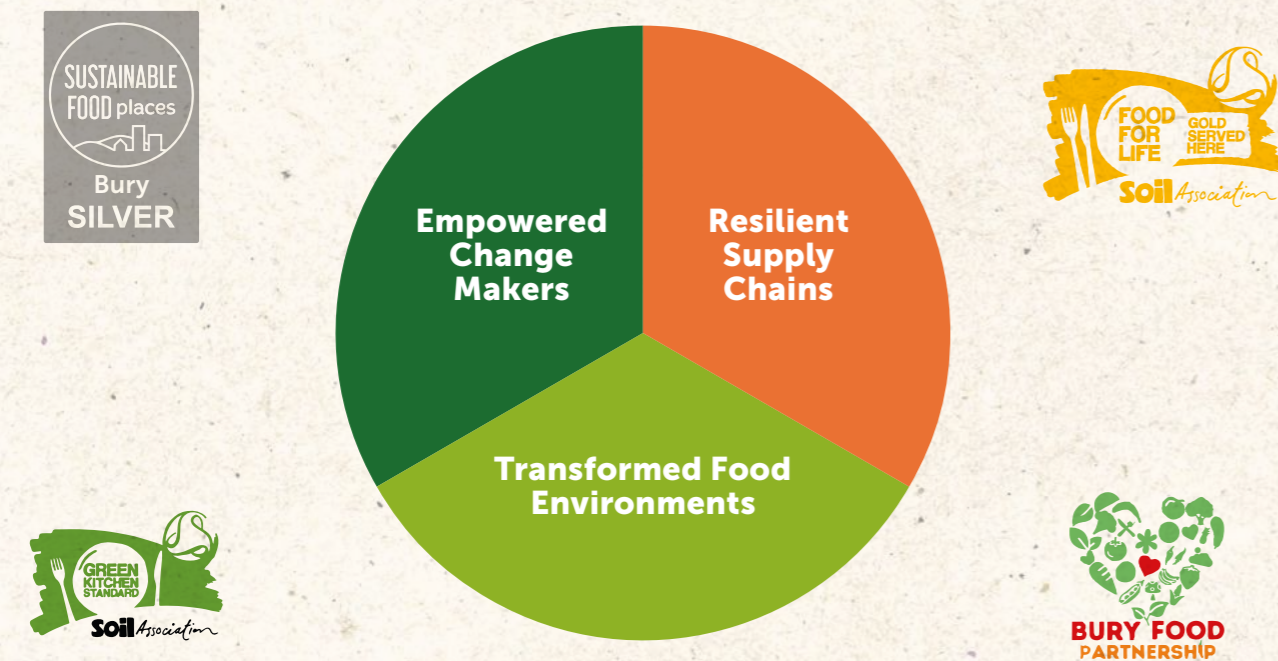 SUSTAINABLE
FOOD places
Bury
SILVER
FOOD
FOR
LIFE
GOLD
SERVED
HERE
Soil Association
Empowered
Change
Makers
Resilient
Supply
Chains
Transformed Food
Environments
GREEN
KITCHEN
STANDARD
Soil Association
BURY FOOD
PARTNERSHIP